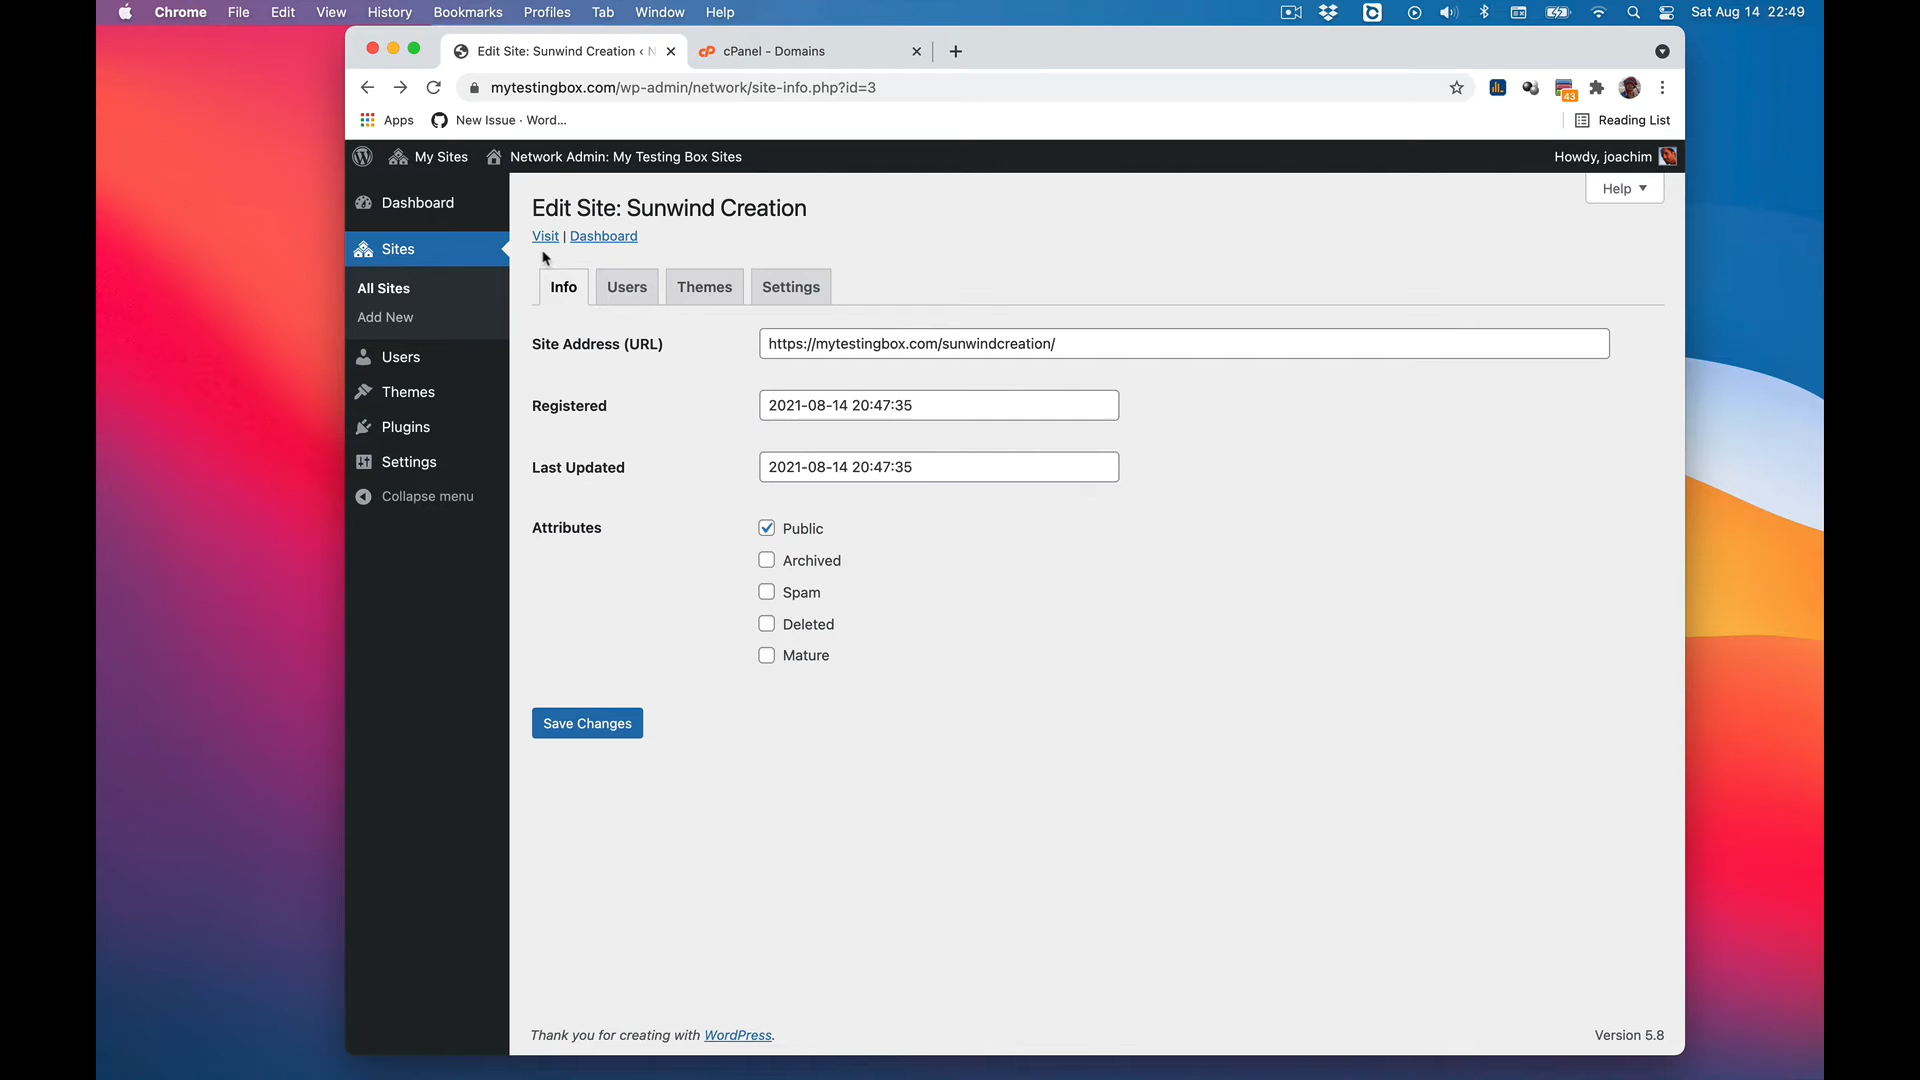 Chrome File Edit View History Bookmarks Profiles Tab Window Help Sat Aug 14 22:49
Edit Site: Sunwind Creation ‹ N cPanel - Domains
mytestingbox.com/wp-admin/network/site-info.php?id=3
43
Apps New Issue · Word... Reading List
My Sites Network Admin: My Testing Box Sites Howdy, joachim
Help
Dashboard
Sites
All Sites
Add New
Users
Themes
Plugins
Settings
Collapse menu
Edit Site: Sunwind Creation
Visit | Dashboard
Info Users Themes Settings
Site Address (URL) https://mytestingbox.com/sunwindcreation/
Registered 2021-08-14 20:47:35
Last Updated 2021-08-14 20:47:35
Attributes Public
Archived
Spam
Deleted
Mature
Save Changes
Thank you for creating with WordPress. Version 5.8